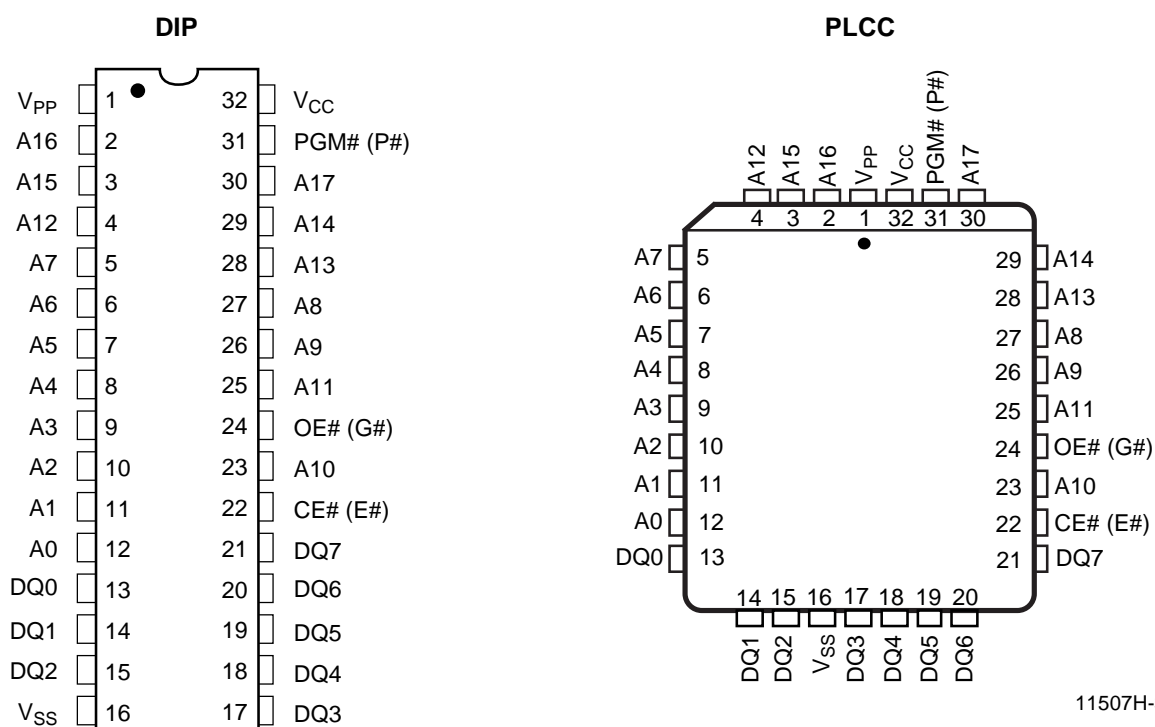 DIP
VPP 1 32 VCC
A16 2 31 PGM# (P#)
A15 3 30 A17
A12 4 29 A14
A7 5 28 A13
A6 6 27 A8
A5 7 26 A9
A4 8 25 A11
A3 9 24 OE# (G#)
A2 10 23 A10
A1 11 22 CE# (E#)
A0 12 21 DQ7
DQ0 13 20 DQ6
DQ1 14 19 DQ5
DQ2 15 18 DQ4
VSS 16 17 DQ3
PLCC
A12 A15 A16 VPP VCC PGM# (P#) A17
4 3 2 1 32 31 30
A7 5 29 A14
A6 6 28 A13
A5 7 27 A8
A4 8 26 A9
A3 9 25 A11
A2 10 24 OE# (G#)
A1 11 23 A10
A0 12 22 CE# (E#)
DQ0 13 21 DQ7
14 15 16 17 18 19 20
DQ1 DQ2 VSS DQ3 DQ4 DQ5 DQ6
11507H-